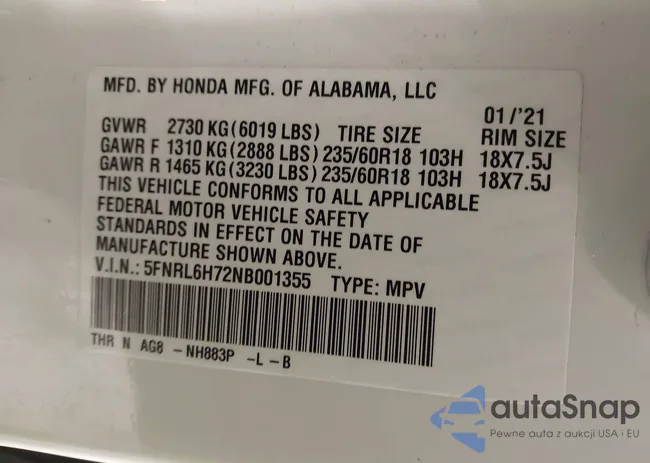 MFD. BY HONDA MFG. OF ALABAMA, LLC
01/'21
GVWR 2730 KG(6019 LBS) TIRE SIZE RIM SIZE
GAWR F 1310 KG(2888 LBS)235/60R18 103H 18X7.5J
GAWR R 1465 KG(3230 LBS)235/60R18 103H 18X7.5J
THIS VEHICLE CONFORMS TO ALL APPLICABLE
FEDERAL MOTOR VEHICLE SAFETY
STANDARDS IN EFFECT ON THE DATE OF
MANUFACTURE SHOWN ABOVE.
V.I.N.: 5FNRL6H72NB001355 TYPE: MPV
THR N AG8 -NH883P -L-B
autaSnap
Pewne auta z aukcji USA i EU